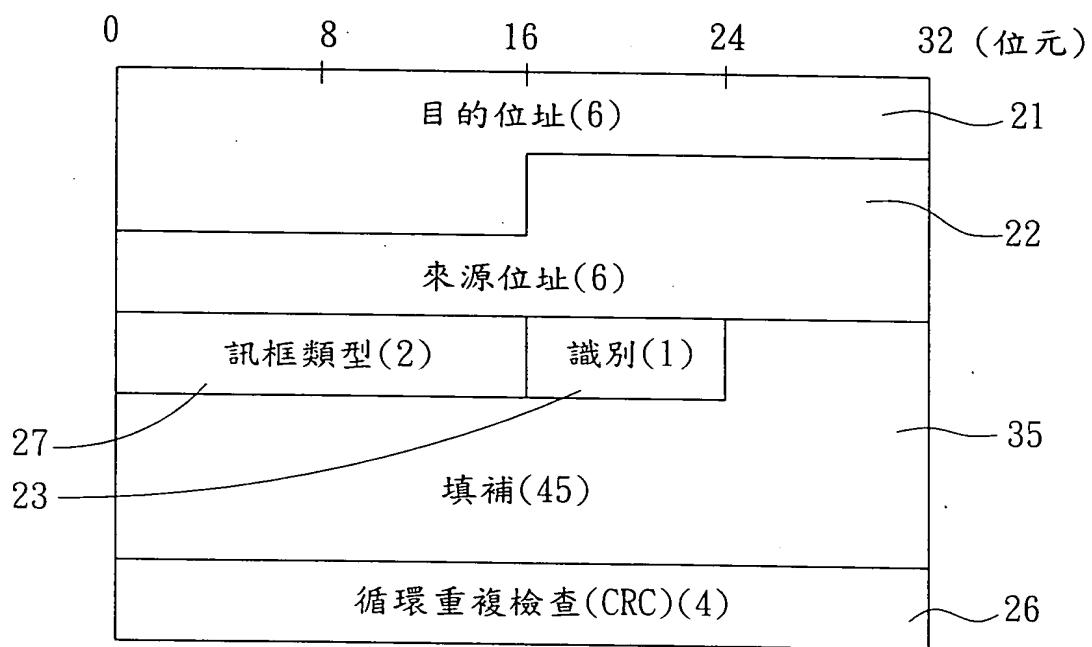 0 8 16 24 32 (位元)
目的位址(6) 21
22
來源位址(6)
訊框類型(2) 識別(1)
27 35
23 填補(45)
循環重複檢查(CRC)(4) 26